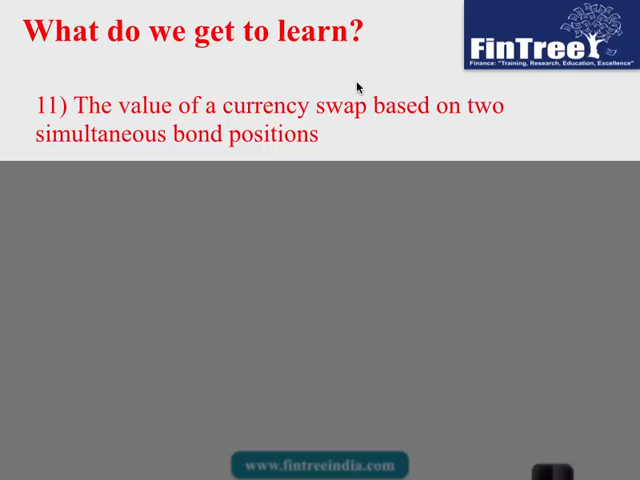 What do we get to learn?
FinTree
Finance: "Training, Research, Education, Excellence"
11) The value of a currency swap based on two
simultaneous bond positions
www.fintreeindia.com